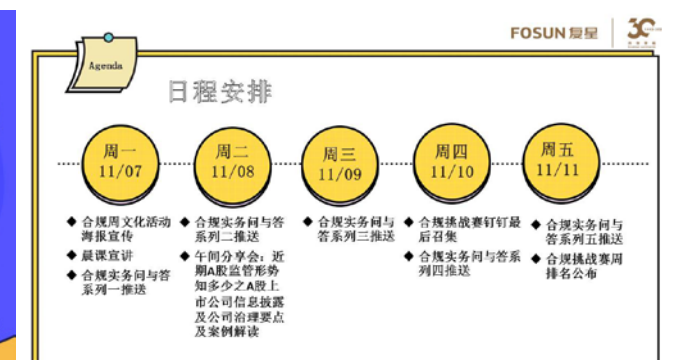 FOSUN 复星
Agenda
日程安排
周一
11/07
周二
11/08
周三
11/09
周四
11/10
周五
11/11
◆ 合规周文化活动
海报宣传
◆ 晨课宣讲
◆ 合规实务问与答
系列一推送
◆ 合规实务问与答
系列二推送
◆ 午间分享会：近
期A股监管形势
知多少之A股上
市公司信息披露
及公司治理要点
及案例解读
◆ 合规实务问与
答系列三推送
◆ 合规挑战赛钉钉最
后召集
◆ 合规实务问与答系
列四推送
◆ 合规实务问与
答系列五推送
◆ 合规挑战赛周
排名公布